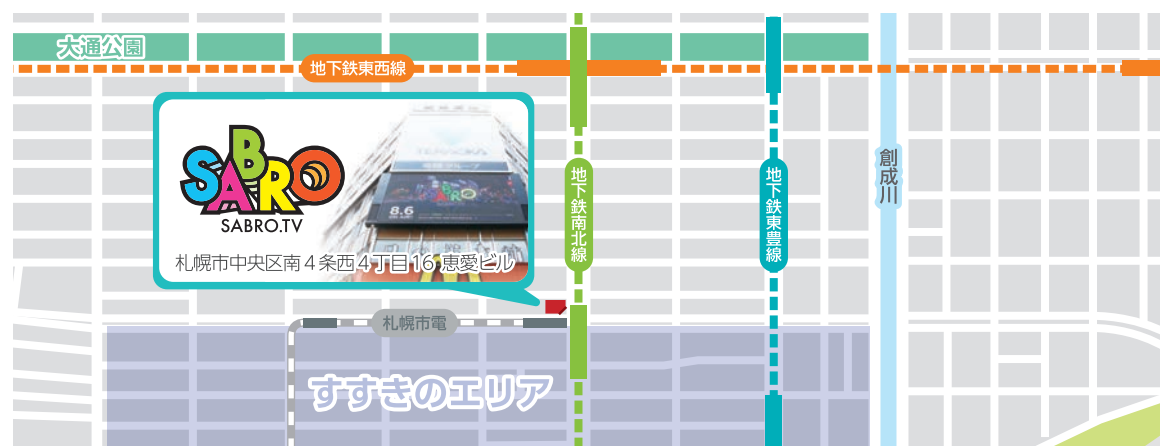 大通公園
地下鉄東西線
SABRO
SABRO.TV
SABRO
8.6
札幌市中央区南4条西4丁目16 恵愛ビル
地下鉄南北線
地下鉄東豊線
創成川
札幌市電
すすきのエリア